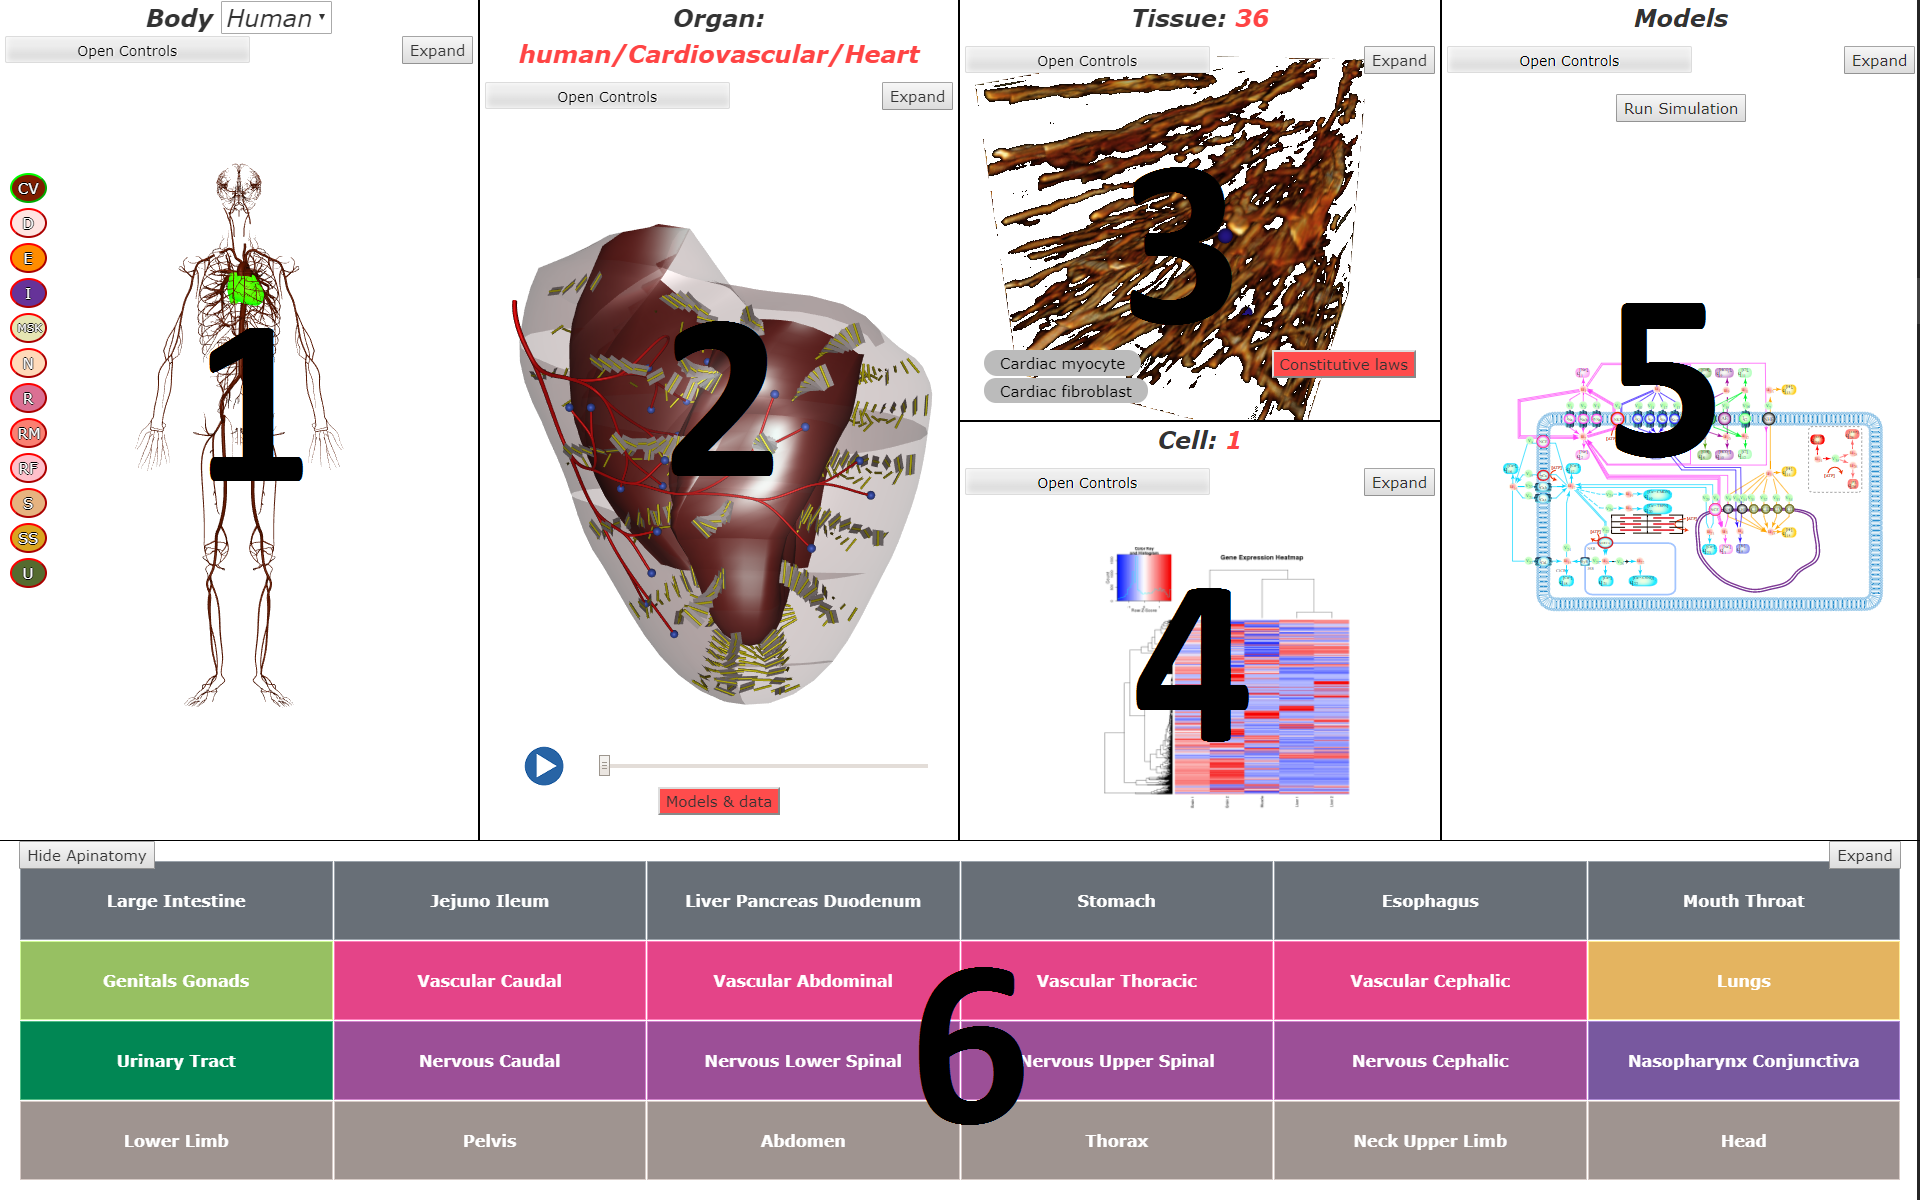 Body Human
Open Controls
Expand
CV
D
E
I
MSK
N
R
RM
RF
S
SS
U
1
Organ:
human/Cardiovascular/Heart
Open Controls
Expand
2
Models & data
Tissue: 36
Open Controls
Expand
3
Cardiac myocyte
Cardiac fibroblast
Constitutive laws
Cell: 1
Open Controls
Expand
Color Key
and Histogram
Gene Expression Heatmap
4
Models
Open Controls
Expand
Run Simulation
5
Hide Apinatomy
Expand
Large Intestine
Jejuno Ileum
Liver Pancreas Duodenum
Stomach
Esophagus
Mouth Throat
Genitals Gonads
Vascular Caudal
Vascular Abdominal
Vascular Thoracic
Vascular Cephalic
Lungs
Urinary Tract
Nervous Caudal
Nervous Lower Spinal
Nervous Upper Spinal
Nervous Cephalic
Nasopharynx Conjunctiva
6
Lower Limb
Pelvis
Abdomen
Thorax
Neck Upper Limb
Head